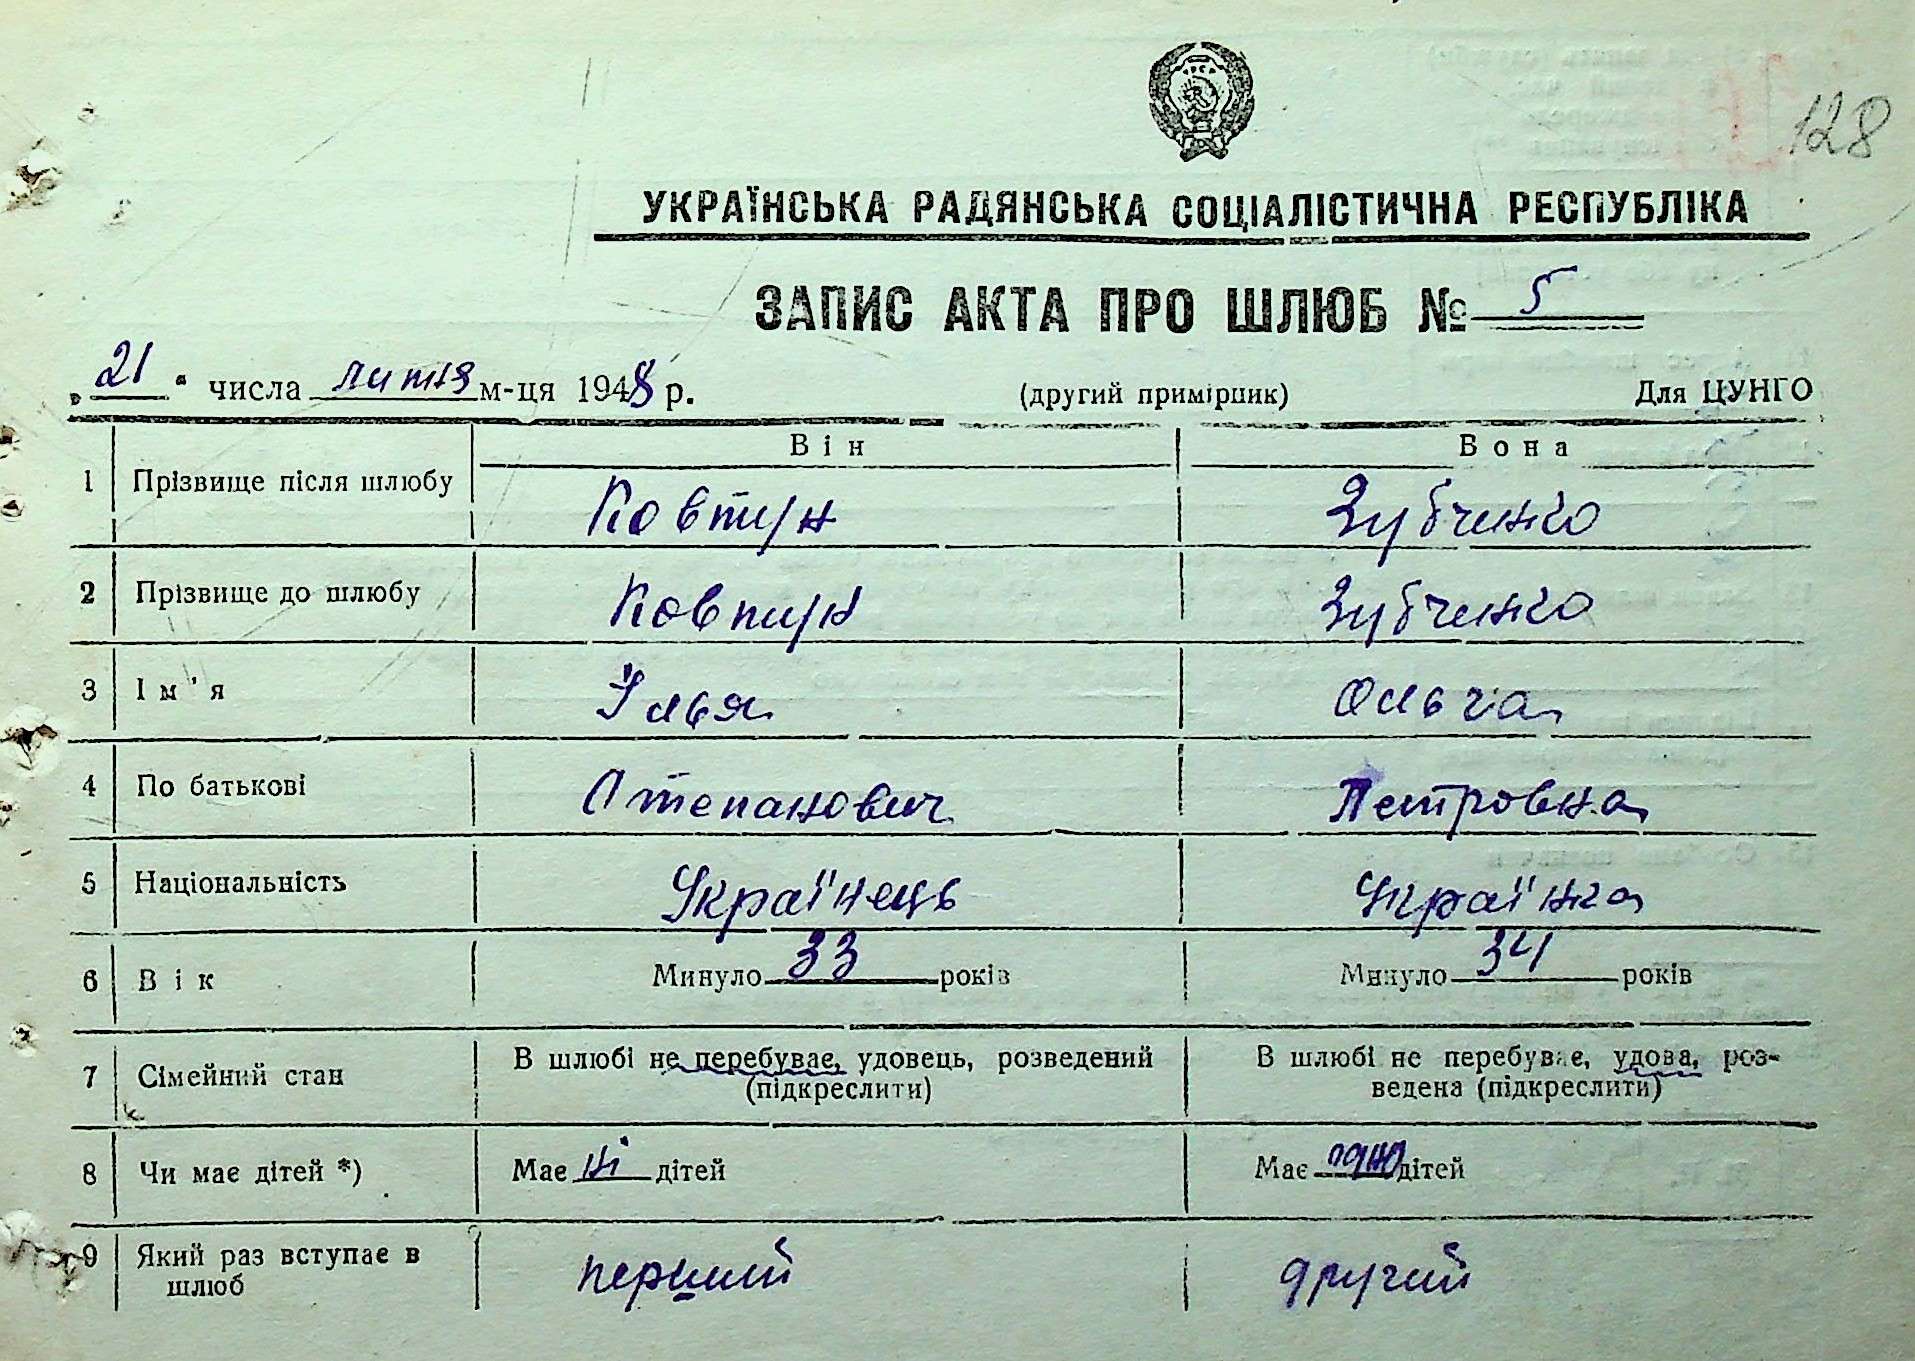 128
УКРАЇНСЬКА РАДЯНСЬКА СОЦІАЛІСТИЧНА РЕСПУБЛІКА
ЗАПИС АКТА ПРО ШЛЮБ № 5
„21“ числа липня м-ця 1948 р. (другий примірник) Для ЦУНГО
Він Вона
1 Прізвище після шлюбу Ковтун Зубченко
2 Прізвище до шлюбу Ковтун Зубченко
3 Ім'я Ілья Ольга
4 По батькові Степанович Петровна
5 Національність Українець Українка
6 Вік Минуло 33 років Минуло 34 років
7 Сімейний стан В шлюбі не перебуває, удовець, розведений (підкреслити) В шлюбі не перебуває, удова, розведена (підкреслити)
8 Чи має дітей *) Має ні дітей Має одно дітей
9 Який раз вступає в шлюб перший другий